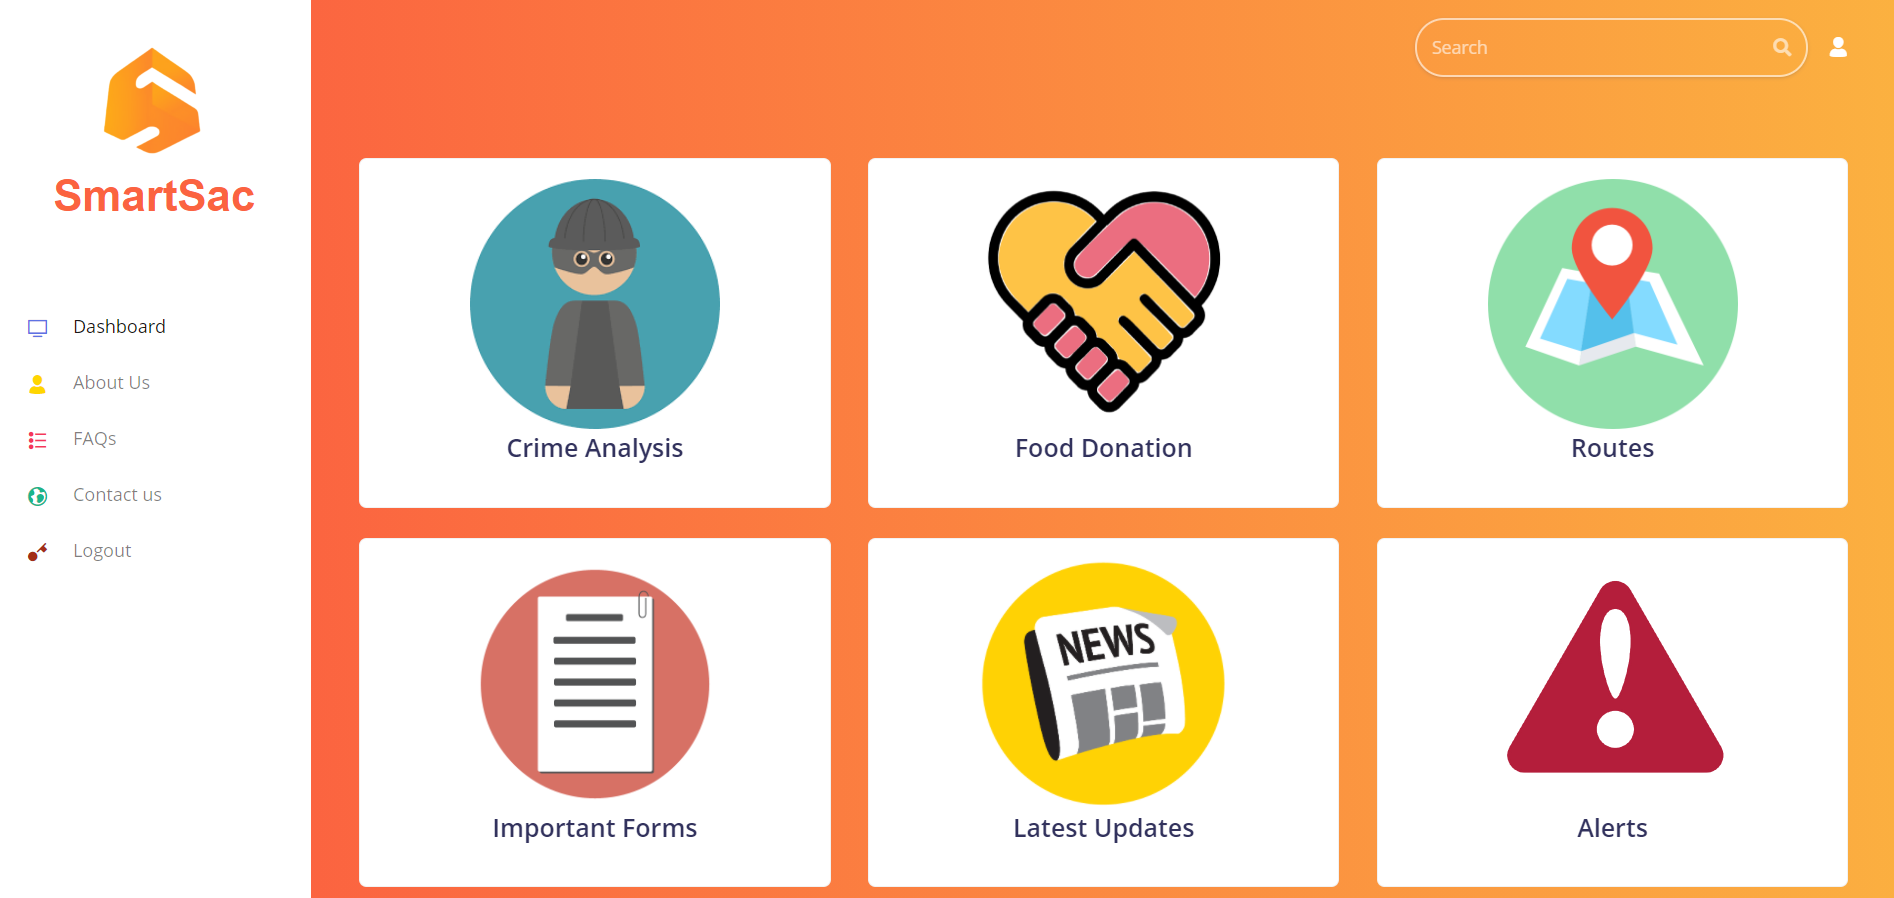 SmartSac
Dashboard
About Us
FAQs
Contact us
Logout
Search
Crime Analysis
Food Donation
Routes
Important Forms
NEWS
Latest Updates
Alerts